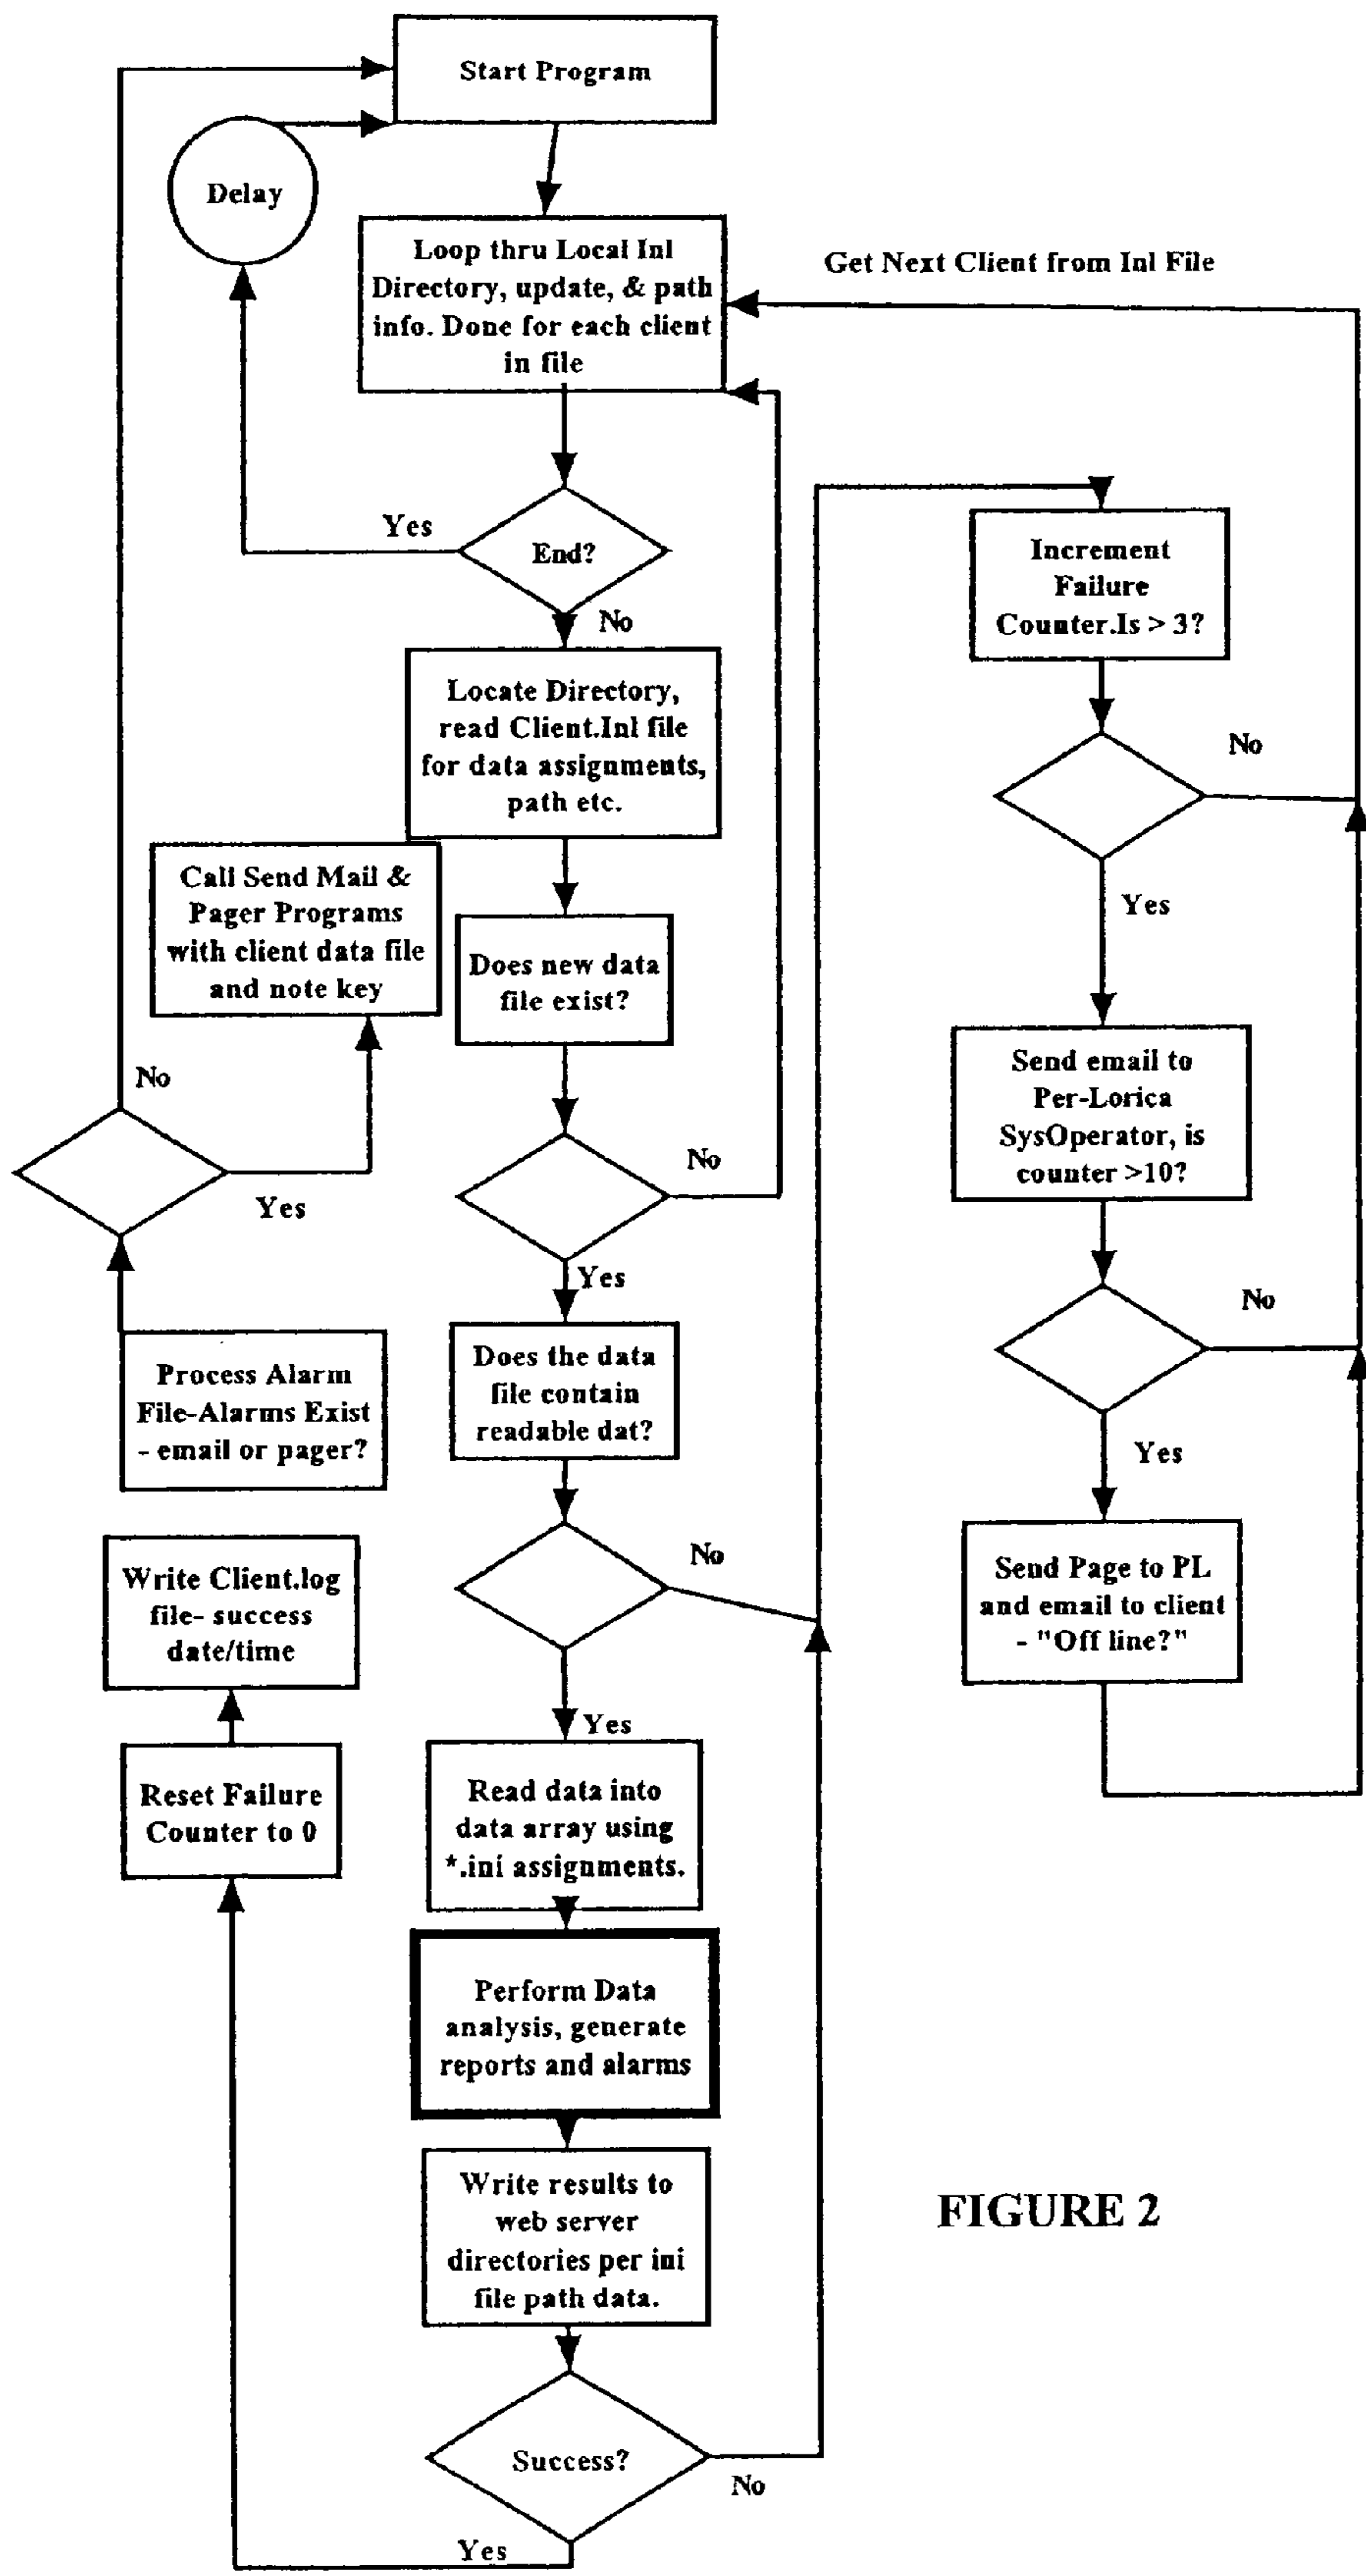 Start Program
Delay
Loop thru Local Inl
Directory, update, & path
info. Done for each client
in file
Get Next Client from Inl File
Yes
End?
No
Increment
Failure
Counter.Is > 3?
Locate Directory,
read Client.Inl file
for data assignments,
path etc.
No
Call Send Mail &
Pager Programs
with client data file
and note key
Yes
Does new data
file exist?
No
Send email to
Per-Lorica
SysOperator, is
counter >10?
No
Yes
Yes
No
Process Alarm
File-Alarms Exist
- email or pager?
Does the data
file contain
readable dat?
Yes
Write Client.log
file- success
date/time
No
Send Page to PL
and email to client
- "Off line?"
Yes
Reset Failure
Counter to 0
Read data into
data array using
*.ini assignments.
Perform Data
analysis, generate
reports and alarms
Write results to
web server
directories per ini
file path data.
FIGURE 2
Success?
No
Yes